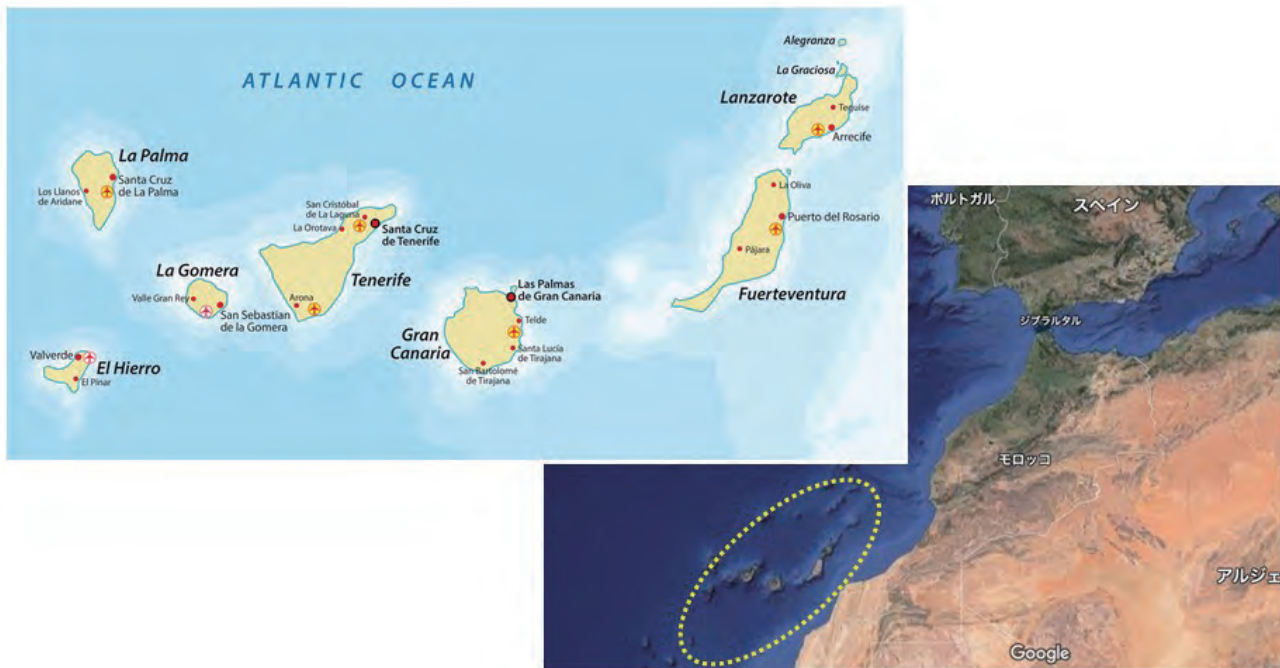 ATLANTIC OCEAN
Alegranza
La Graciosa
Lanzarote
Teguise
Arrecife
La Palma
Santa Cruz
de La Palma
Los Llanos
de Aridane
San Cristóbal
de La Laguna
La Orotava
Santa Cruz
de Tenerife
Tenerife
Arona
La Gomera
Valle Gran Rey
San Sebastian
de la Gomera
Valverde
El Hierro
El Pinar
Las Palmas
de Gran Canaria
Telde
Gran
Canaria
Santa Lucía
de Tirajana
San Bartolomé
de Tirajana
La Oliva
Puerto del Rosario
Pájara
Fuerteventura
ポルトガル
スペイン
ジブラルタル
モロッコ
アルジェ
Google